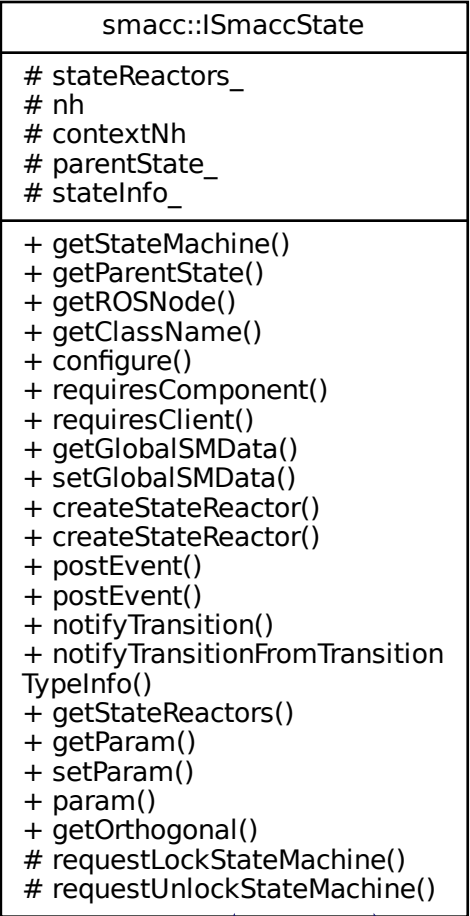 smacc::ISmaccState
# stateReactors_
# nh
# contextNh
# parentState_
# stateInfo_
+ getStateMachine()
+ getParentState()
+ getROSNode()
+ getClassName()
+ configure()
+ requiresComponent()
+ requiresClient()
+ getGlobalSMData()
+ setGlobalSMData()
+ createStateReactor()
+ createStateReactor()
+ postEvent()
+ postEvent()
+ notifyTransition()
+ notifyTransitionFromTransition
TypeInfo()
+ getStateReactors()
+ getParam()
+ setParam()
+ param()
+ getOrthogonal()
# requestLockStateMachine()
# requestUnlockStateMachine()